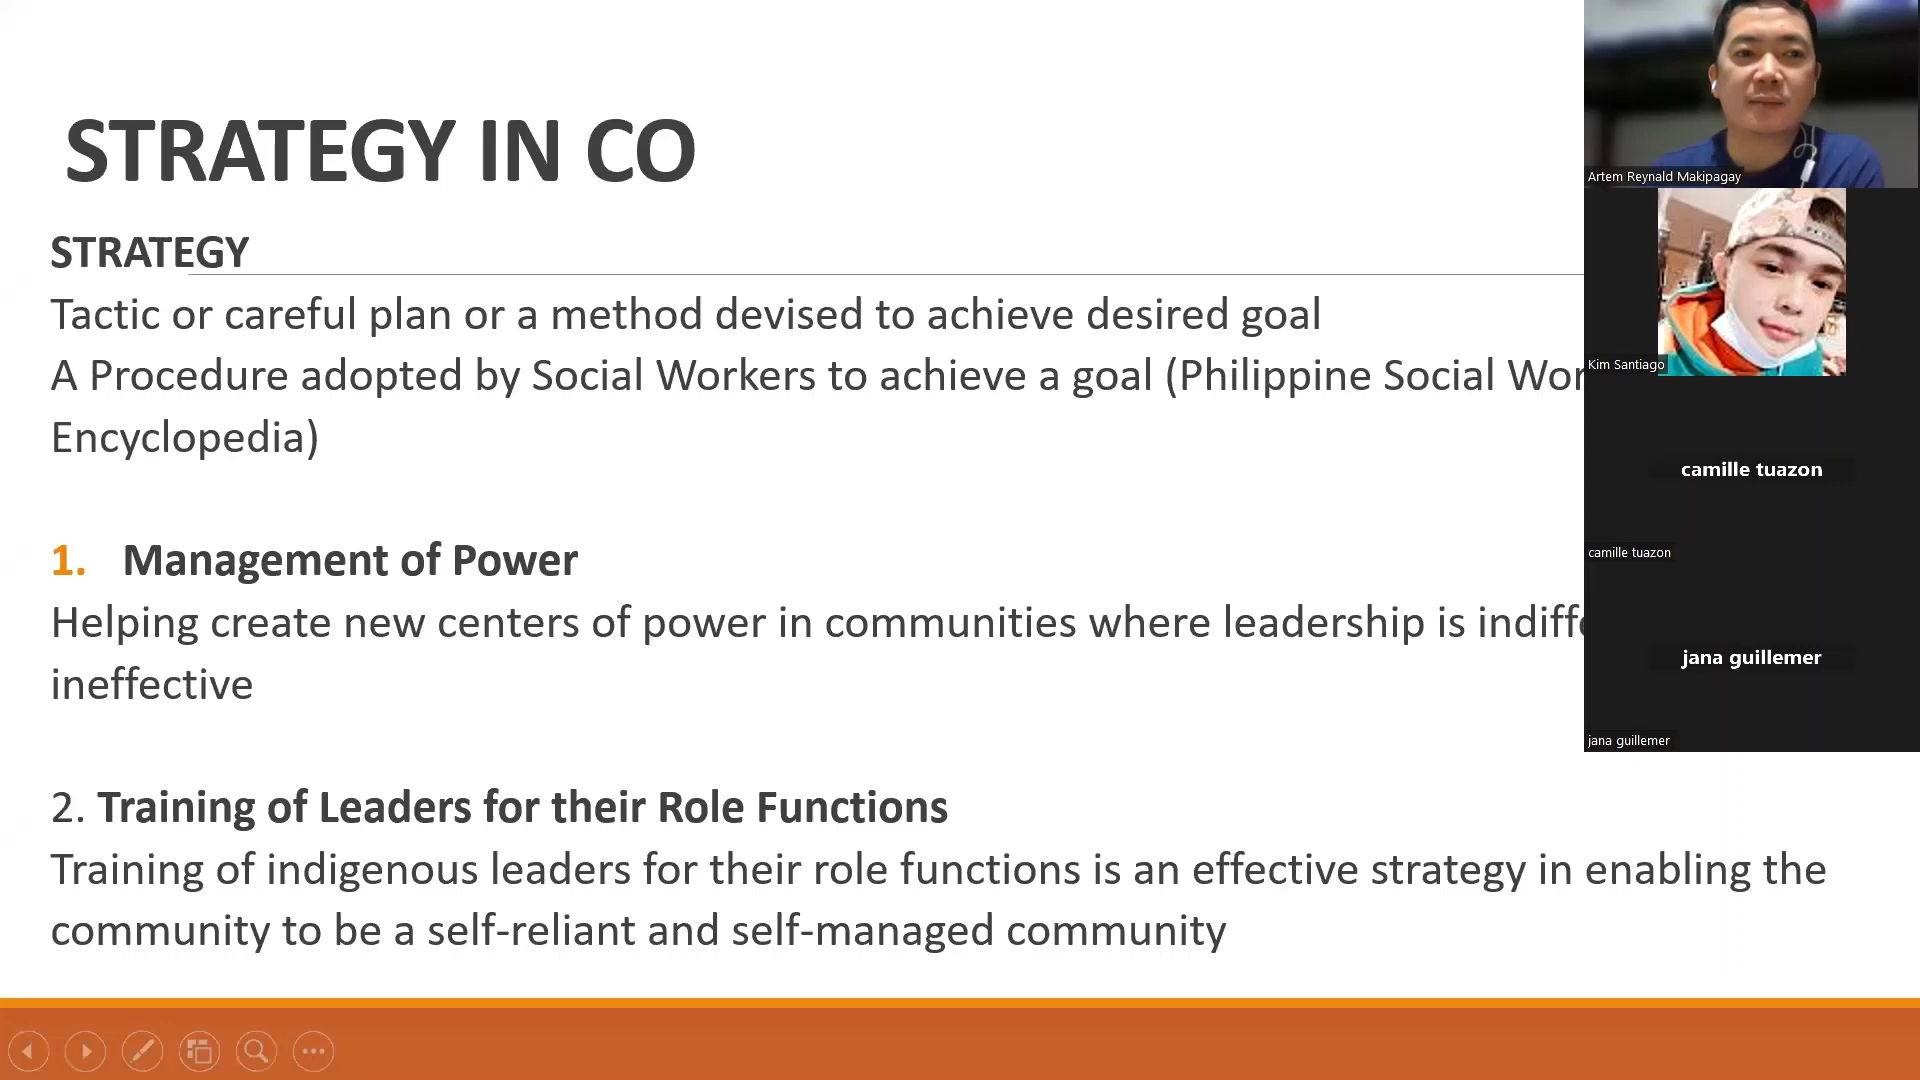 STRATEGY IN CO
STRATEGY
Tactic or careful plan or a method devised to achieve desired goal
A Procedure adopted by Social Workers to achieve a goal (Philippine Social
Encyclopedia)
1. Management of Power
Helping create new centers of power in communities where leadership is
ineffective
2. Training of Leaders for their Role Functions
Training of indigenous leaders for their role functions is an effective strategy in enabling the
community to be a self-reliant and self-managed community
Artem Reynald Makipagay
Kim Santiago
camille tuazon
camille tuazon
jana guillemer
jana guillemer